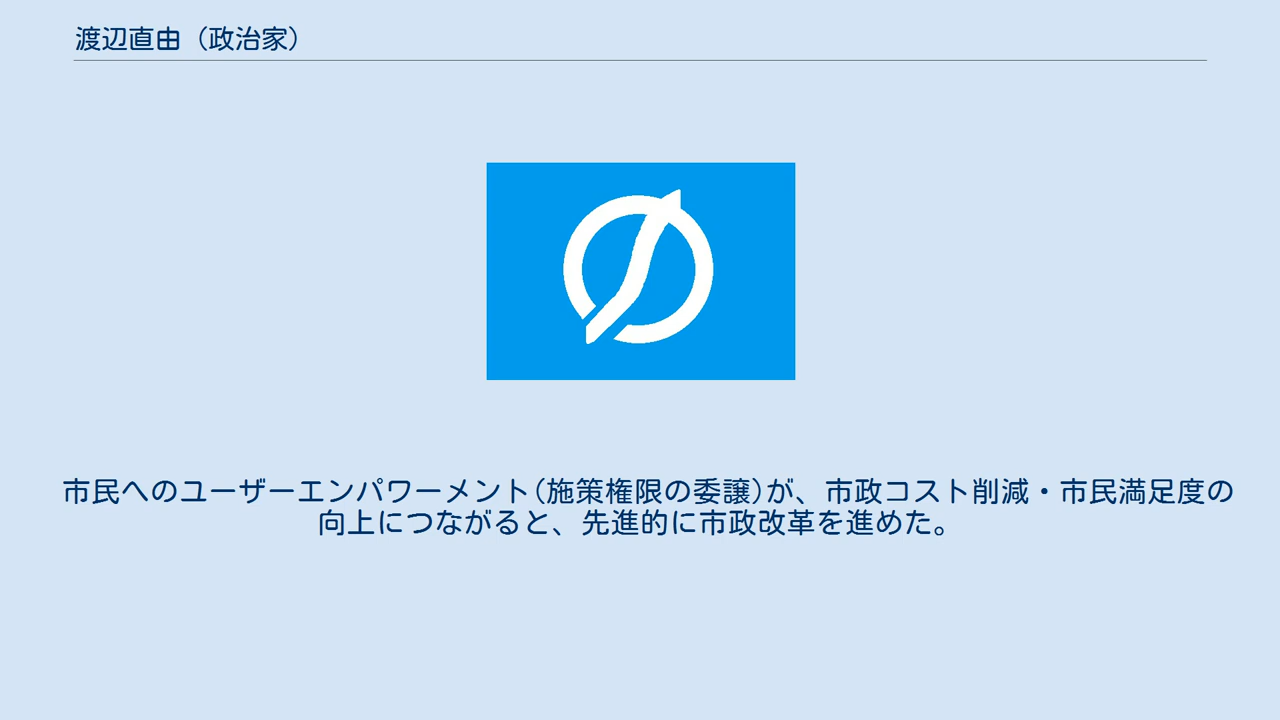 渡辺直由（政治家）
市民へのユーザーエンパワーメント(施策権限の委譲)が、市政コスト削減・市民満足度の
向上につながると、先進的に市政改革を進めた。